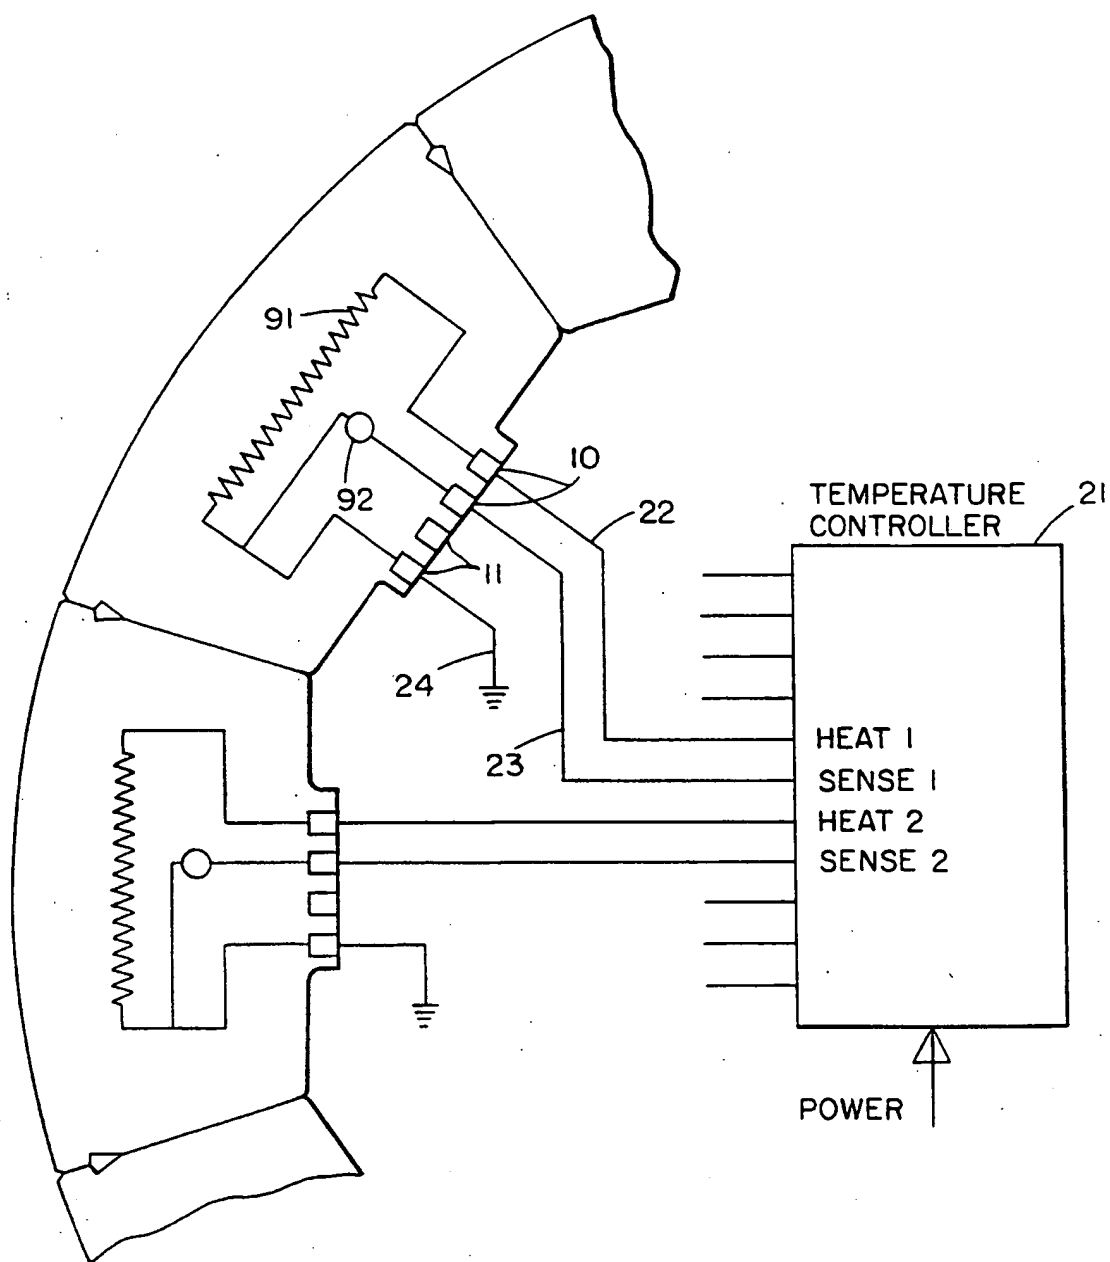 91
92
10
11
22
TEMPERATURE 21
CONTROLLER
24
23
HEAT 1
SENSE 1
HEAT 2
SENSE 2
POWER